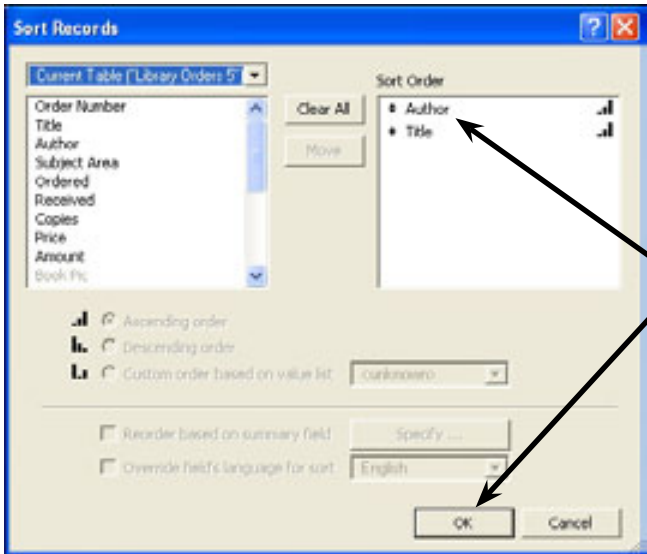 Sort Records
Current Table ("Library Orders 5"
Sort Order
Order Number
Title
Author
Subject Area
Ordered
Received
Copies
Price
Amount
Book Pic
Clear All
Move
Author
Title
Ascending order
Descending order
Custom order based on value list
<unknown>
Reorder based on summary field
Specify ...
Override field's language for sort
English
OK
Cancel